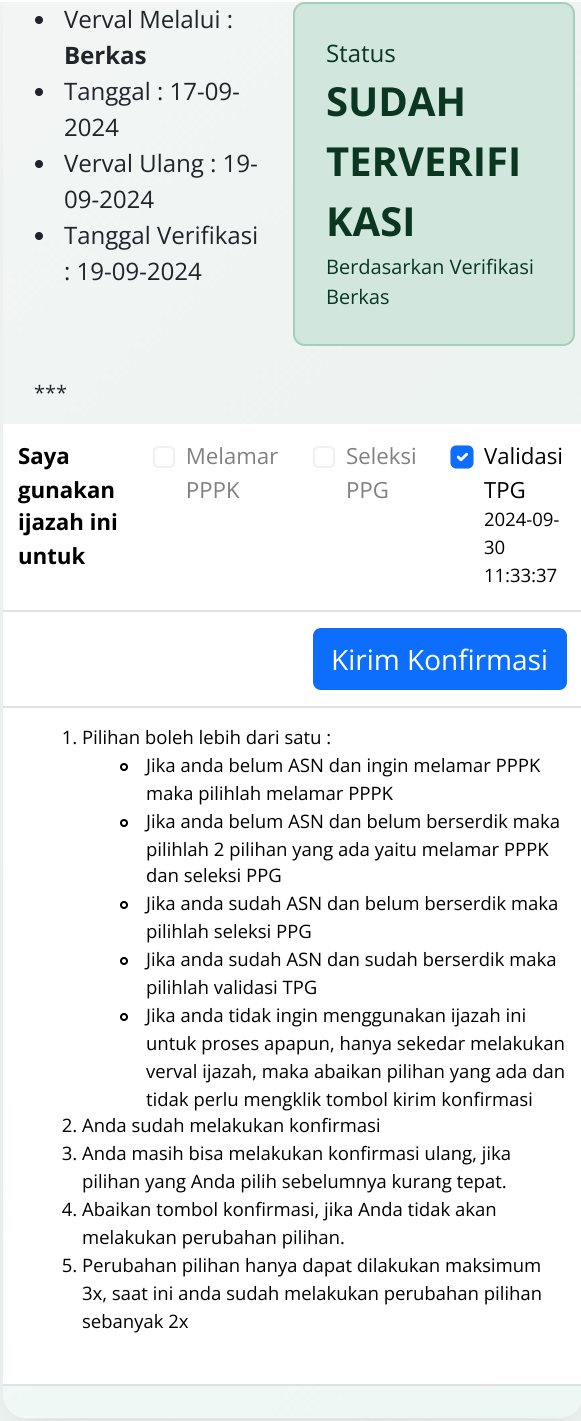 Verval Melalui :
Berkas
Tanggal : 17-09-
2024
Verval Ulang : 19-
09-2024
Tanggal Verifikasi
: 19-09-2024
Status
SUDAH
TERVERIFI
KASI
Berdasarkan Verifikasi
Berkas
***
Saya
gunakan
ijazah ini
untuk
Melamar
PPPK
Seleksi
PPG
Validasi
TPG
2024-09-
30
11:33:37
Kirim Konfirmasi
1. Pilihan boleh lebih dari satu :
Jika anda belum ASN dan ingin melamar PPPK
maka pilihlah melamar PPPK
Jika anda belum ASN dan belum berserdik maka
pilihlah 2 pilihan yang ada yaitu melamar PPPK
dan seleksi PPG
Jika anda sudah ASN dan belum berserdik maka
pilihlah seleksi PPG
Jika anda sudah ASN dan sudah berserdik maka
pilihlah validasi TPG
Jika anda tidak ingin menggunakan ijazah ini
untuk proses apapun, hanya sekedar melakukan
verval ijazah, maka abaikan pilihan yang ada dan
tidak perlu mengklik tombol kirim konfirmasi
2. Anda sudah melakukan konfirmasi
3. Anda masih bisa melakukan konfirmasi ulang, jika
pilihan yang Anda pilih sebelumnya kurang tepat.
4. Abaikan tombol konfirmasi, jika Anda tidak akan
melakukan perubahan pilihan.
5. Perubahan pilihan hanya dapat dilakukan maksimum
3x, saat ini anda sudah melakukan perubahan pilihan
sebanyak 2x